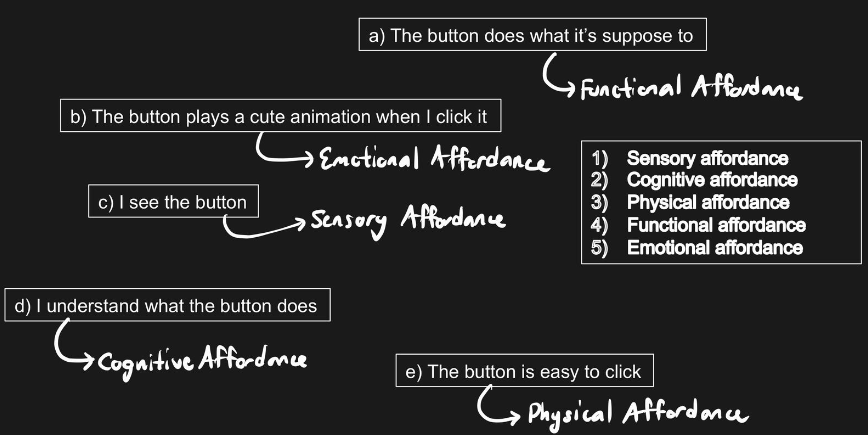 a) The button does what it's suppose to
Functional Affordance
b) The button plays a cute animation when I click it
Emotional Affordance
1) Sensory affordance
2) Cognitive affordance
3) Physical affordance
4) Functional affordance
5) Emotional affordance
c) I see the button
Sensory Affordance
d) I understand what the button does
Cognitive Affordance
e) The button is easy to click
Physical Affordance